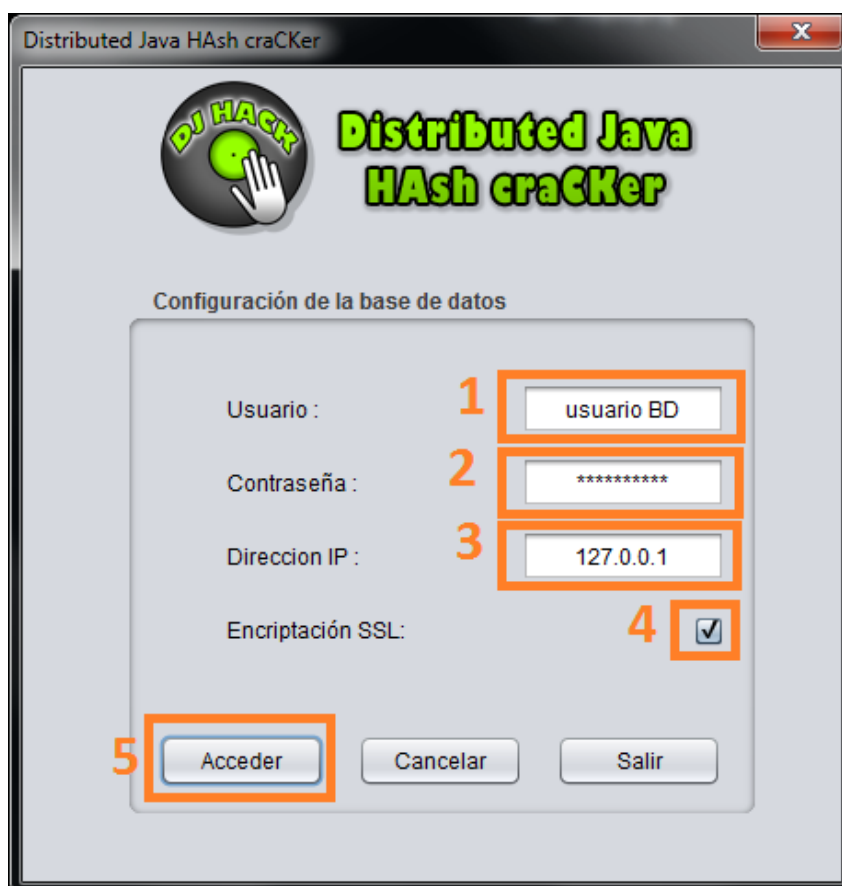 Distributed Java HAsh craCKer
x
DJ HACK
Distributed Java
HAsh craCKer
Configuración de la base de datos
Usuario : 1 usuario BD
Contraseña : 2 **********
Direccion IP : 3 127.0.0.1
Encriptación SSL: 4
5 Acceder Cancelar Salir